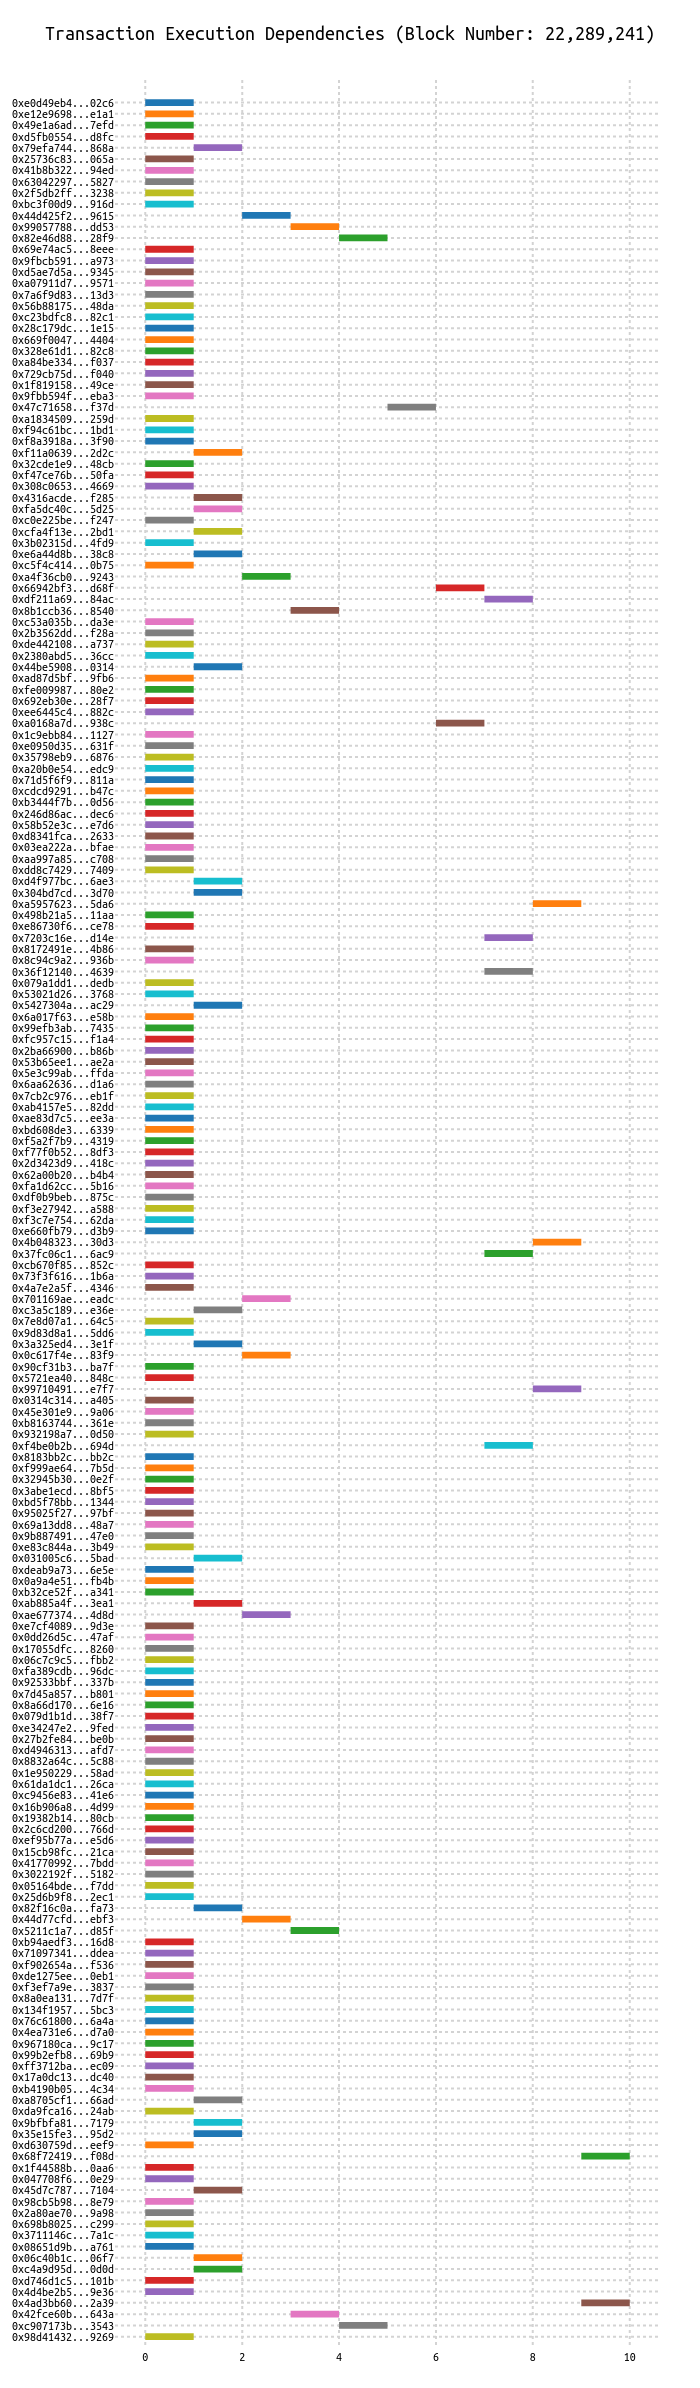 Transaction Execution Dependencies (Block Number: 22,289,241)
0xe0d49eb4...02c6
0xe12e9698...e1a1
0x49e1a6ad...7efd
0xd5fb0554...d8fc
0x79efa744...868a
0x25736c83...065a
0x41b8b322...94ed
0x63042297...5827
0x2f5db2ff...3238
0xbc3f00d9...916d
0x44d425f2...9615
0x99057788...dd53
0x82e46d88...28f9
0x69e74ac5...8eee
0x9fbcb591...a973
0xd5ae7d5a...9345
0xa07911d7...9571
0x7a6f9d83...13d3
0x56b88175...48da
0xc23bdfc8...82c1
0x28c179dc...1e15
0x669f0047...4404
0x328e61d1...82c8
0xa84be334...f037
0x729cb75d...f040
0x1f819158...49ce
0x9fbb594f...eba3
0x47c71658...f37d
0xa1834509...259d
0xf94c61bc...1bd1
0xf8a3918a...3f90
0xf11a0639...2d2c
0x32cde1e9...48cb
0xf47ce76b...50fa
0x308c0653...4669
0x4316acde...f285
0xfa5dc40c...5d25
0xc0e225be...f247
0xcfa4f13e...2bd1
0x3b02315d...4fd9
0xe6a44d8b...38c8
0xc5f4c414...0b75
0xa4f36cb0...9243
0x66942bf3...d68f
0xdf211a69...84ac
0x8b1ccb36...8540
0xc53a035b...da3e
0x2b3562dd...f28a
0xde442108...a737
0x2380abd5...36cc
0x44be5908...0314
0xad87d5bf...9fb6
0xfe009987...80e2
0x692eb30e...28f7
0xee6445c4...882c
0xa0168a7d...938c
0x1c9ebb84...1127
0xe0950d35...631f
0x35798eb9...6876
0xa20b0e54...edc9
0x71d5f6f9...811a
0xcdcd9291...b47c
0xb3444f7b...0d56
0x246d86ac...dec6
0x58b52e3c...e7d6
0xd8341fca...2633
0x03ea222a...bfae
0xaa997a85...c708
0xdd8c7429...7409
0xd4f977bc...6ae3
0x304bd7cd...3d70
0xa5957623...5da6
0x498b21a5...11aa
0xe86730f6...ce78
0x7203c16e...d14e
0x8172491e...4b86
0x8c94c9a2...936b
0x36f12140...4639
0x079a1dd1...dedb
0x53021d26...3768
0x5427304a...ac29
0x6a017f63...e58b
0x99efb3ab...7435
0xfc957c15...f1a4
0x2ba66900...b86b
0x53b65ee1...ae2a
0x5e3c99ab...ffda
0x6aa62636...d1a6
0x7cb2c976...eb1f
0xab4157e5...82dd
0xae83d7c5...ee3a
0xbd608de3...6339
0xf5a2f7b9...4319
0xf77f0b52...8df3
0x2d3423d9...418c
0x62a00b20...b4b4
0xfa1d62cc...5b16
0xdf0b9beb...875c
0xf3e27942...a588
0xf3c7e754...62da
0xe660fb79...d3b9
0x4b048323...30d3
0x37fc06c1...6ac9
0xcb670f85...852c
0x73f3f616...1b6a
0x4a7e2a5f...4346
0x701169ae...eadc
0xc3a5c189...e36e
0x7e8d07a1...64c5
0x9d83d8a1...5dd6
0x3a325ed4...3e1f
0x0c617f4e...83f9
0x90cf31b3...ba7f
0x5721ea40...848c
0x99710491...e7f7
0x0314c314...a405
0x45e301e9...9a06
0xb8163744...361e
0x932198a7...0d50
0xf4be0b2b...694d
0x8183bb2c...bb2c
0xf999ae64...7b5d
0x32945b30...0e2f
0x3abe1ecd...8bf5
0xbd5f78bb...1344
0x95025f27...97bf
0x69a13dd8...48a7
0x9b887491...47e0
0xe83c844a...3b49
0x031005c6...5bad
0xdeab9a73...6e5e
0x0a9a4e51...fb4b
0xb32ce52f...a341
0xab885a4f...3ea1
0xae677374...4d8d
0xe7cf4089...9d3e
0x0dd26d5c...47af
0x17055dfc...8260
0x06c7c9c5...fbb2
0xfa389cdb...96dc
0x92533bbf...337b
0x7d45a857...b801
0x8a66d170...6e16
0x079d1b1d...38f7
0xe34247e2...9fed
0x27b2fe84...be0b
0xd4946313...afd7
0x8832a64c...5c88
0x1e950229...58ad
0x61da1dc1...26ca
0xc9456e83...41e6
0x16b906a8...4d99
0x19382b14...80cb
0x2c6cd200...766d
0xef95b77a...e5d6
0x15cb98fc...21ca
0x41770992...7bdd
0x3022192f...5182
0x05164bde...f7dd
0x25d6b9f8...2ec1
0x82f16c0a...fa73
0x44d77cfd...ebf3
0x5211c1a7...d85f
0xb94aedf3...16d8
0x71097341...ddea
0xf902654a...f536
0xde1275ee...0eb1
0xf3ef7a9e...3837
0x8a0ea131...7d7f
0x134f1957...5bc3
0x76c61800...6a4a
0x4ea731e6...d7a0
0x967180ca...9c17
0x99b2efb8...69b9
0xff3712ba...ec09
0x17a0dc13...dc40
0xb4190b05...4c34
0xa8705cf1...66ad
0xda9fca16...24ab
0x9bfbfa81...7179
0x35e15fe3...95d2
0xd630759d...eef9
0x68f72419...f08d
0x1f44588b...0aa6
0x047708f6...0e29
0x45d7c787...7104
0x98cb5b98...8e79
0x2a80ae70...9a98
0x698b8025...c299
0x3711146c...7a1c
0x08651d9b...a761
0x06c40b1c...06f7
0xc4a9d95d...0d0d
0xd746d1c5...101b
0x4d4be2b5...9e36
0x4ad3bb60...2a39
0x42fce60b...643a
0xc907173b...3543
0x98d41432...9269
0 2 4 6 8 10